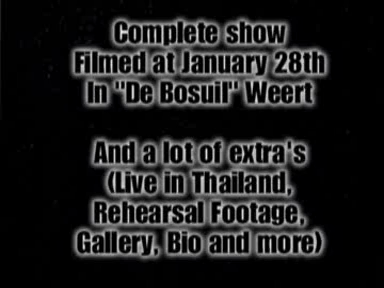 Complete show
Filmed at January 28th
In "De Bosuil" Weert
And a lot of extra's
(Live in Thailand,
Rehearsal Footage,
Gallery, Bio and more)